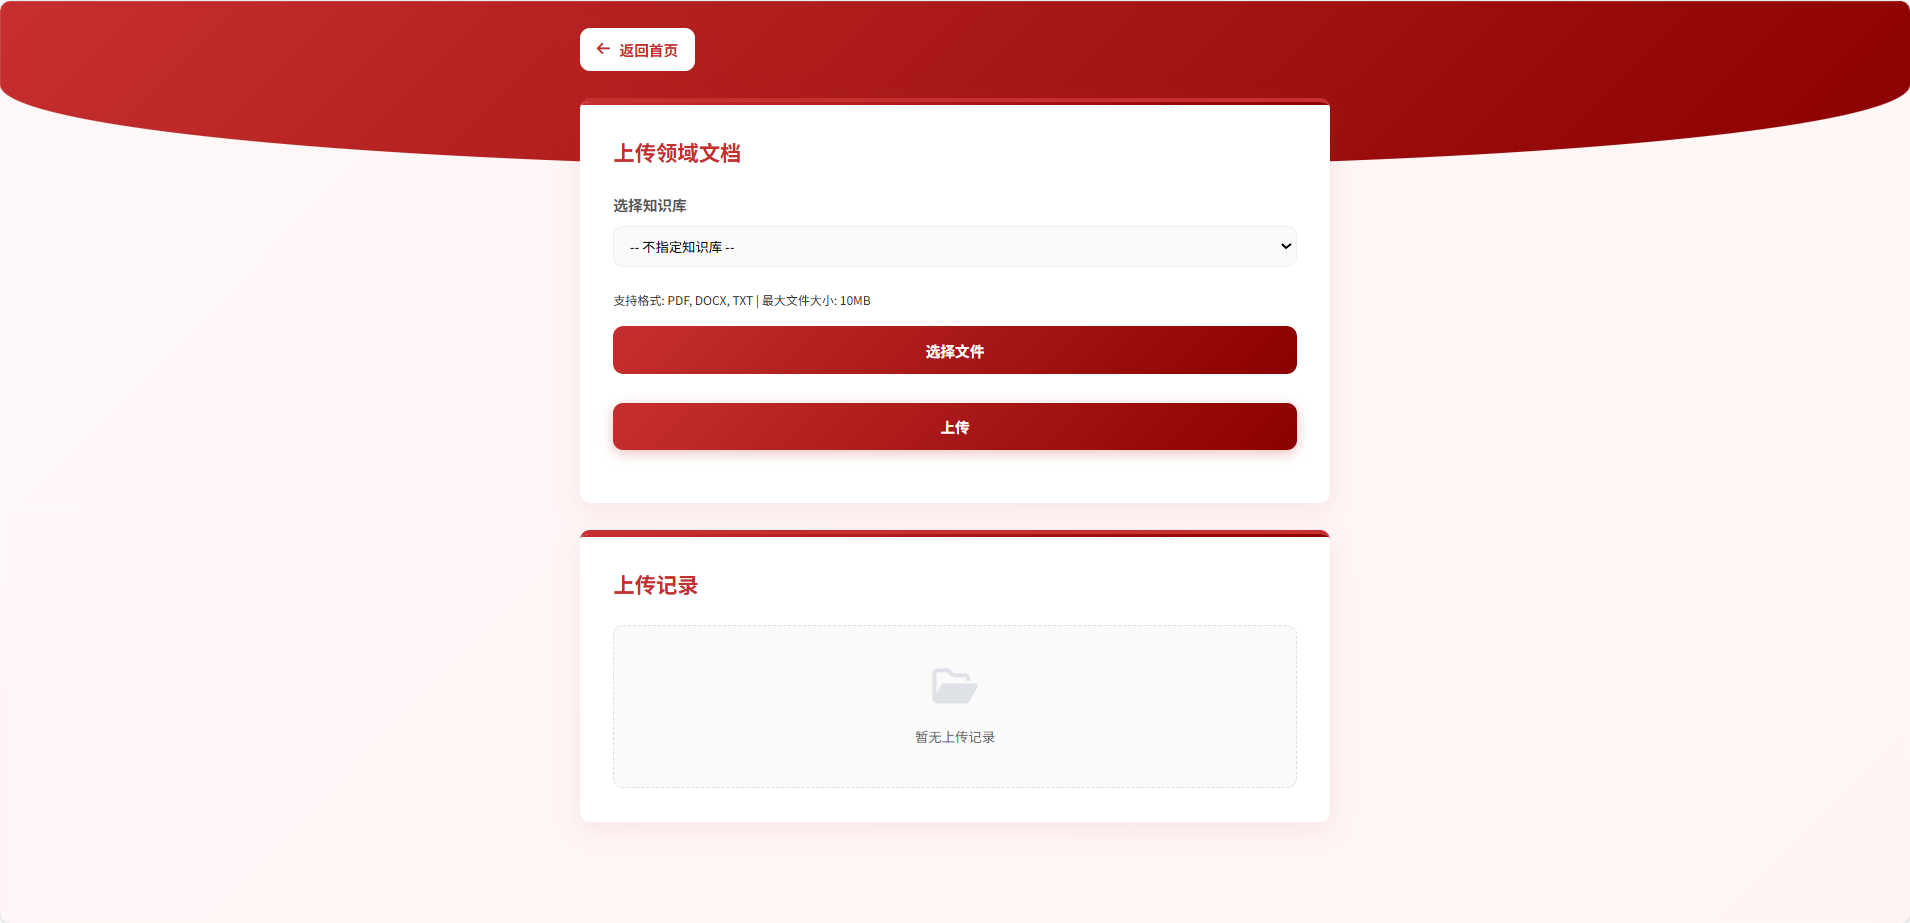 返回首页
上传领域文档
选择知识库
-- 不指定知识库 --
支持格式: PDF, DOCX, TXT | 最大文件大小: 10MB
选择文件
上传
上传记录
暂无上传记录